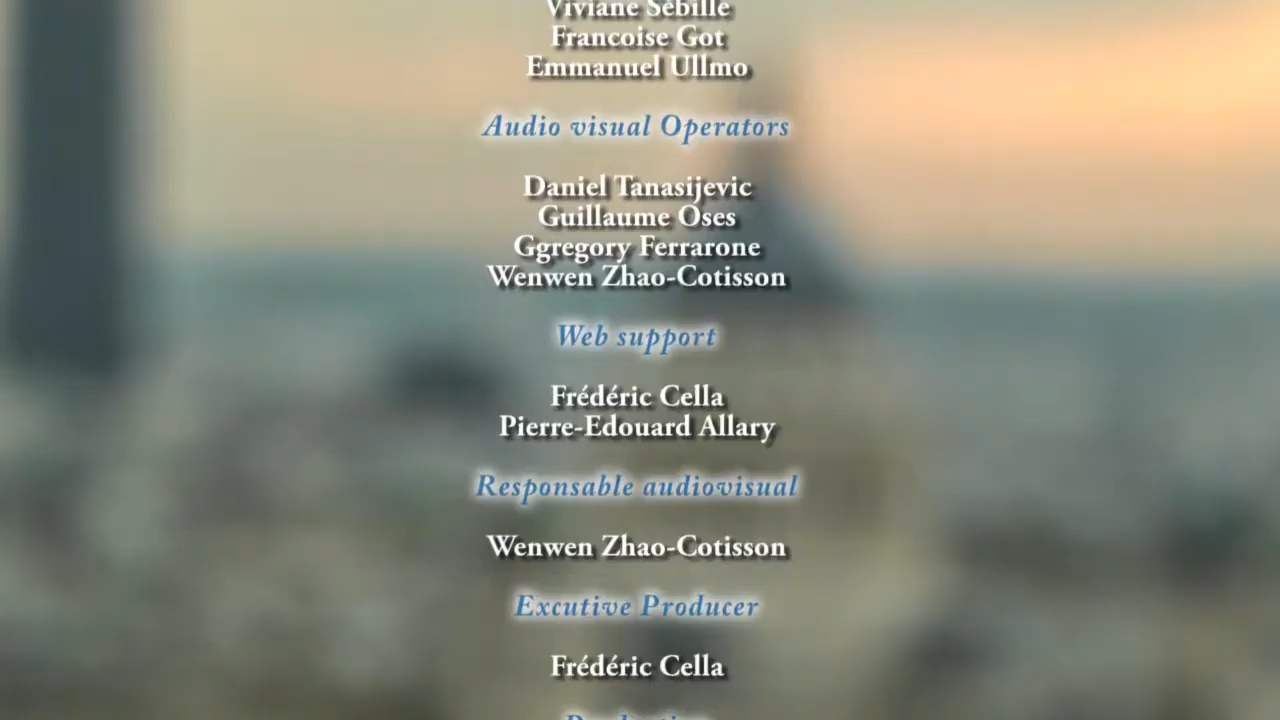 Viviane Sébille
Francoise Got
Emmanuel Ullmo
Audio visual Operators
Daniel Tanasijevic
Guillaume Oses
Ggregory Ferrarone
Wenwen Zhao-Cotisson
Web support
Frédéric Cella
Pierre-Edouard Allary
Responsable audiovisual
Wenwen Zhao-Cotisson
Excutive Producer
Frédéric Cella